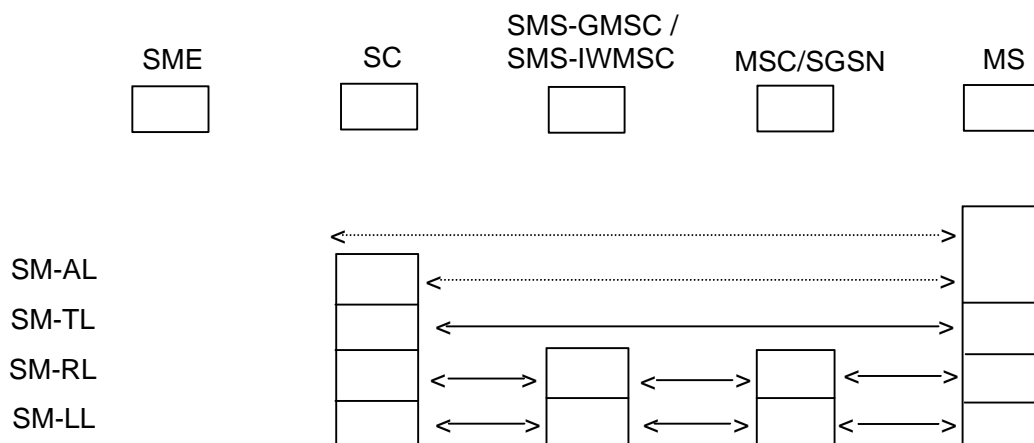 SMS-GMSC /
SME
SC
SMS-IWMSC
MSC/SGSN
MS
SM-AL
SM-TL
SM-RL
SM-LL